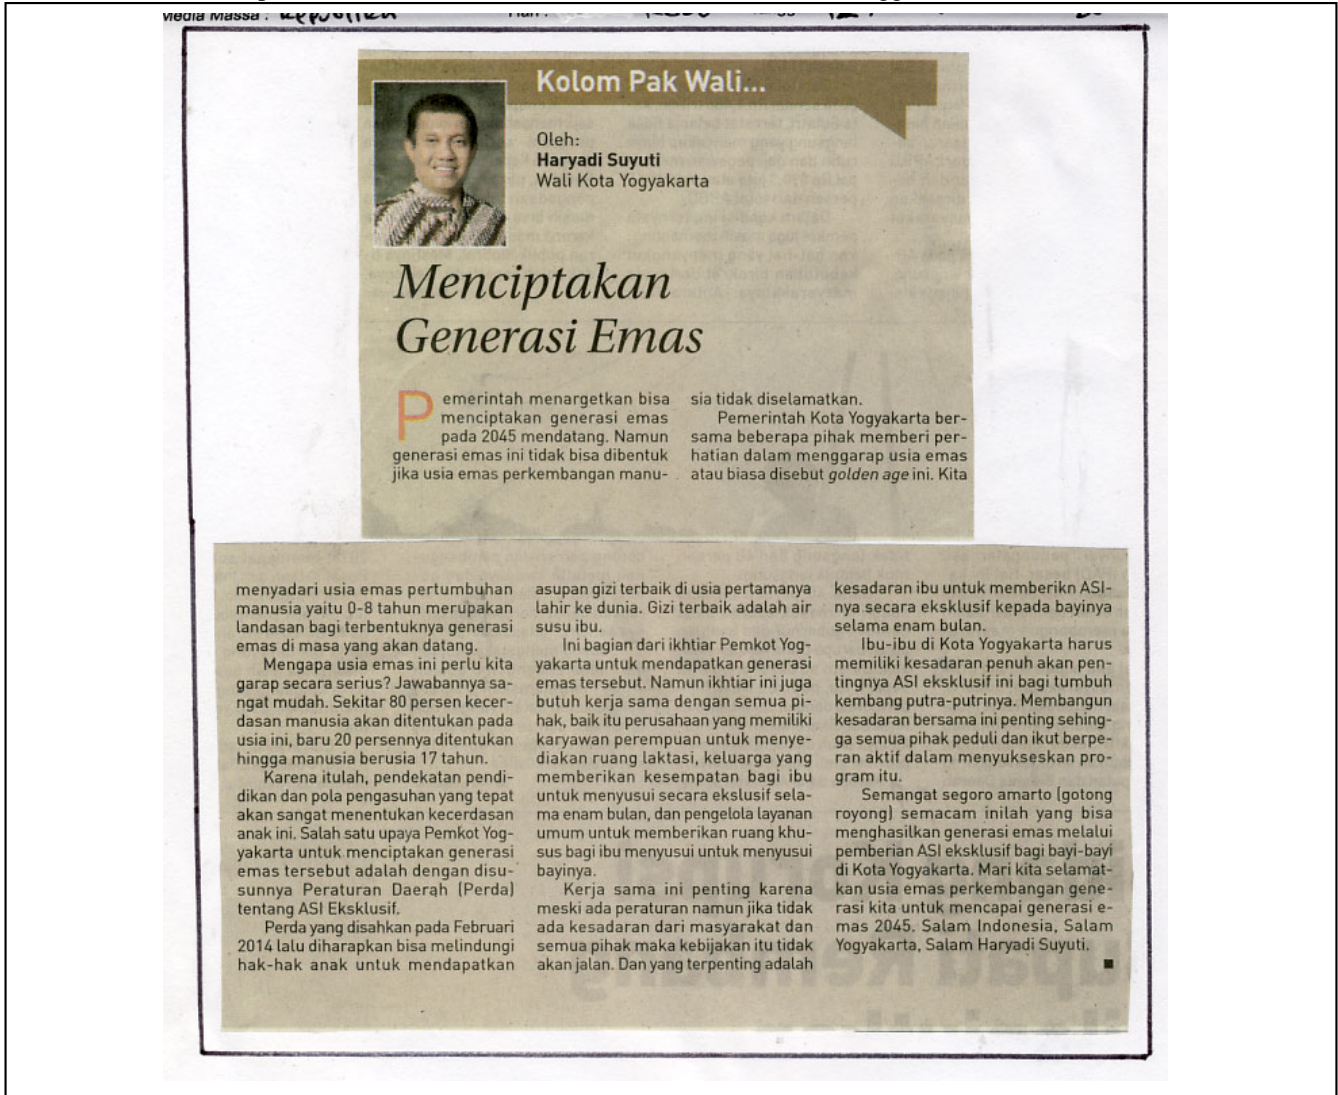 Media Massa : Republika
Kolom Pak Wali...
Oleh:
Haryadi Suyuti
Wali Kota Yogyakarta
Menciptakan
Generasi Emas
Pemerintah menargetkan bisa
menciptakan generasi emas
pada 2045 mendatang. Namun
generasi emas ini tidak bisa dibentuk
jika usia emas perkembangan manu-
sia tidak diselamatkan.
Pemerintah Kota Yogyakarta ber-
sama beberapa pihak memberi per-
hatian dalam menggarap usia emas
atau biasa disebut golden age ini. Kita
menyadari usia emas pertumbuhan
manusia yaitu 0-8 tahun merupakan
landasan bagi terbentuknya generasi
emas di masa yang akan datang.
Mengapa usia emas ini perlu kita
garap secara serius? Jawabannya sa-
ngat mudah. Sekitar 80 persen kecer-
dasan manusia akan ditentukan pada
usia ini, baru 20 persennya ditentukan
hingga manusia berusia 17 tahun.
Karena itulah, pendekatan pendi-
dikan dan pola pengasuhan yang tepat
akan sangat menentukan kecerdasan
anak ini. Salah satu upaya Pemkot Yog-
yakarta untuk menciptakan generasi
emas tersebut adalah dengan disu-
sunnya Peraturan Daerah (Perda)
tentang ASI Eksklusif.
Perda yang disahkan pada Februari
2014 lalu diharapkan bisa melindungi
hak-hak anak untuk mendapatkan
asupan gizi terbaik di usia pertamanya
lahir ke dunia. Gizi terbaik adalah air
susu ibu.
Ini bagian dari ikhtiar Pemkot Yog-
yakarta untuk mendapatkan generasi
emas tersebut. Namun ikhtiar ini juga
butuh kerja sama dengan semua pi-
hak, baik itu perusahaan yang memiliki
karyawan perempuan untuk menye-
diakan ruang laktasi, keluarga yang
memberikan kesempatan bagi ibu
untuk menyusui secara ekslusif sela-
ma enam bulan, dan pengelola layanan
umum untuk memberikan ruang khu-
sus bagi ibu menyusui untuk menyusui
bayinya.
Kerja sama ini penting karena
meski ada peraturan namun jika tidak
ada kesadaran dari masyarakat dan
semua pihak maka kebijakan itu tidak
akan jalan. Dan yang terpenting adalah
kesadaran ibu untuk memberikn ASI-
nya secara eksklusif kepada bayinya
selama enam bulan.
Ibu-ibu di Kota Yogyakarta harus
memiliki kesadaran penuh akan pen-
tingnya ASI eksklusif ini bagi tumbuh
kembang putra-putrinya. Membangun
kesadaran bersama ini penting sehing-
ga semua pihak peduli dan ikut berpe-
ran aktif dalam menyukseskan pro-
gram itu.
Semangat segoro amarto (gotong
royong) semacam inilah yang bisa
menghasilkan generasi emas melalui
pemberian ASI eksklusif bagi bayi-bayi
di Kota Yogyakarta. Mari kita selamat-
kan usia emas perkembangan gene-
rasi kita untuk mencapai generasi e-
mas 2045. Salam Indonesia, Salam
Yogyakarta, Salam Haryadi Suyuti.